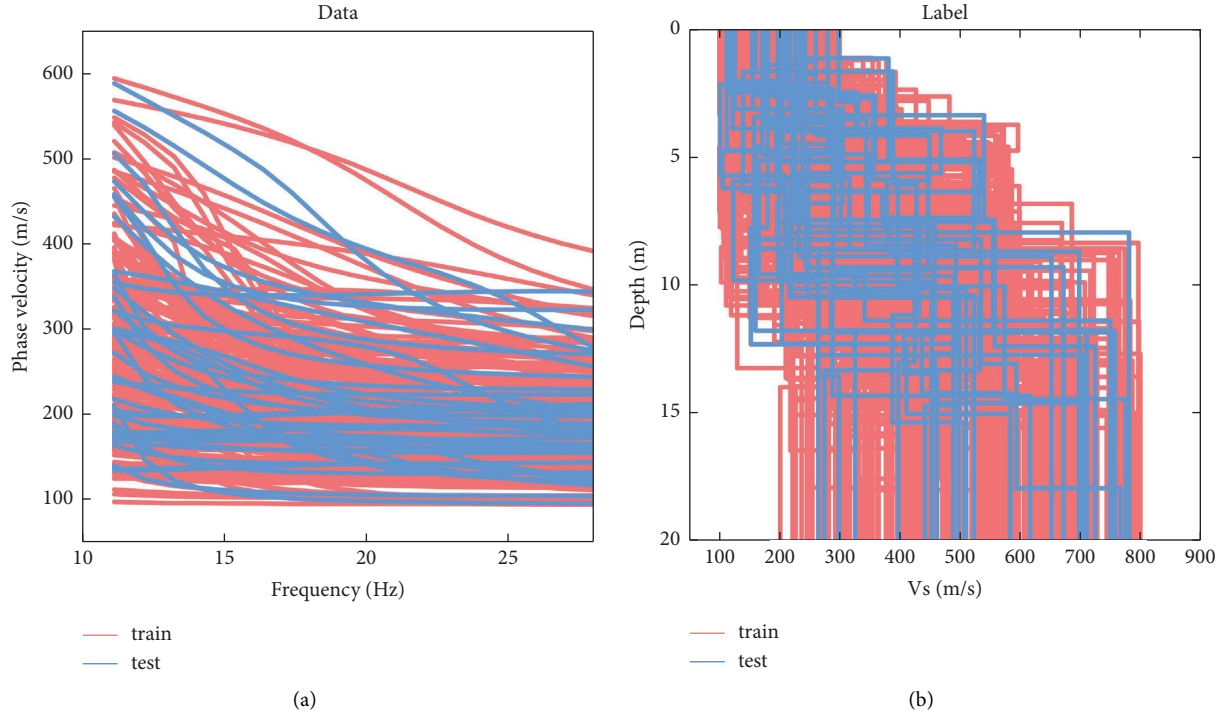 Data
600
500
400
300
200
100
Phase velocity (m/s)
10
15
20
25
Frequency (Hz)
train
test
(a)
Label
0
5
10
15
20
Depth (m)
100
200
300
400
500
600
700
800
900
Vs (m/s)
train
test
(b)